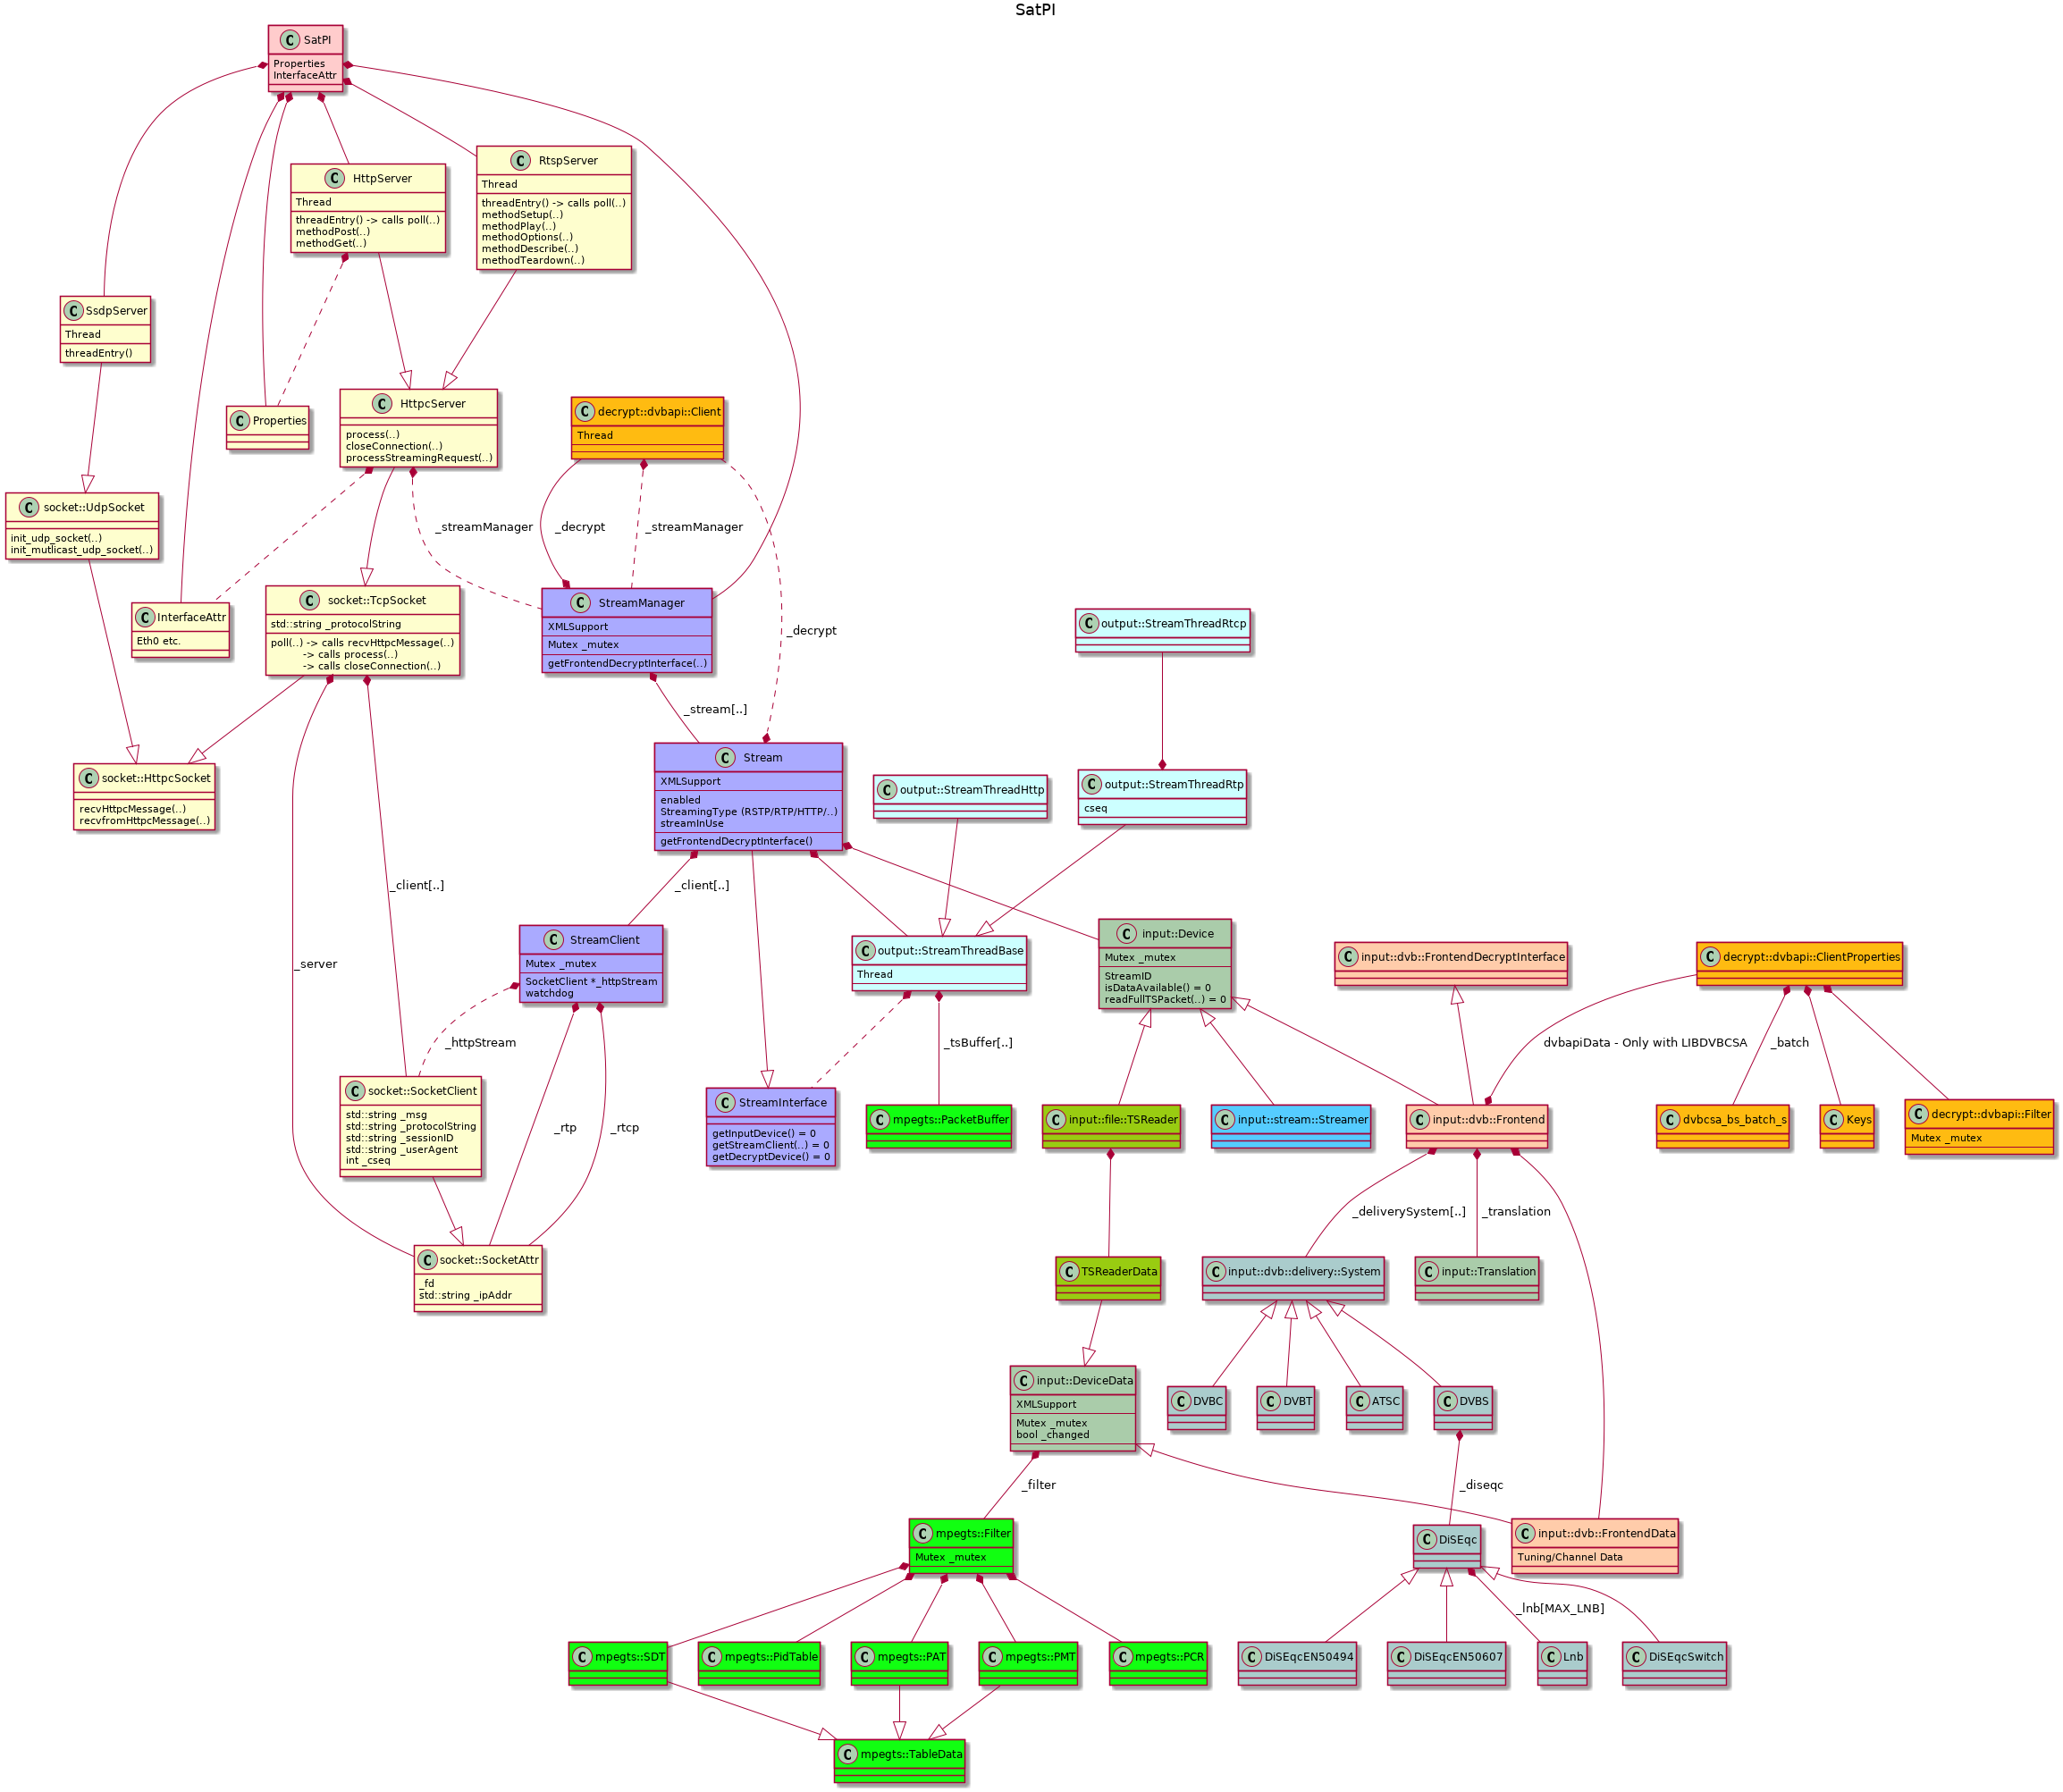 SatPI
C SatPI
Properties
InterfaceAttr
C HttpServer
Thread
threadEntry() -> calls poll(..)
methodPost(..)
methodGet(..)
C RtspServer
Thread
threadEntry() -> calls poll(..)
methodSetup(..)
methodPlay(..)
methodOptions(..)
methodDescribe(..)
methodTeardown(..)
C SsdpServer
Thread
threadEntry()
C Properties
C HttpcServer
process(..)
closeConnection(..)
processStreamingRequest(..)
C decrypt::dvbapi::Client
Thread
C socket::UdpSocket
init_udp_socket(..)
init_mutlicast_udp_socket(..)
_streamManager
_decrypt
_streamManager
C InterfaceAttr
Eth0 etc.
C socket::TcpSocket
std::string _protocolString
poll(..) -> calls recvHttpcMessage(..)
-> calls process(..)
-> calls closeConnection(..)
C StreamManager
XMLSupport
Mutex _mutex
getFrontendDecryptInterface(..)
_decrypt
C output::StreamThreadRtcp
_stream[..]
C socket::HttpcSocket
recvHttpcMessage(..)
recvfromHttpcMessage(..)
C Stream
XMLSupport
enabled
StreamingType (RSTP/RTP/HTTP/..)
streamInUse
getFrontendDecryptInterface()
C output::StreamThreadHttp
C output::StreamThreadRtp
cseq
_client[..]
_client[..]
_server
C StreamClient
Mutex _mutex
SocketClient *_httpStream
watchdog
C output::StreamThreadBase
Thread
C input::Device
Mutex _mutex
StreamID
isDataAvailable() = 0
readFullTSPacket(..) = 0
C input::dvb::FrontendDecryptInterface
C decrypt::dvbapi::ClientProperties
_httpStream
_tsBuffer[..]
dvbapiData - Only with LIBDVBCSA
_batch
C socket::SocketClient
std::string _msg
std::string _protocolString
std::string _sessionID
std::string _userAgent
int _cseq
_rtp
_rtcp
C StreamInterface
getInputDevice() = 0
getStreamClient(..) = 0
getDecryptDevice() = 0
C mpegts::PacketBuffer
C input::file::TSReader
C input::stream::Streamer
C input::dvb::Frontend
C dvbcsa_bs_batch_s
C Keys
C decrypt::dvbapi::Filter
Mutex _mutex
_deliverySystem[..]
_translation
C socket::SocketAttr
_fd
std::string _ipAddr
C TSReaderData
C input::dvb::delivery::System
C input::Translation
C input::DeviceData
XMLSupport
Mutex _mutex
bool _changed
C DVBC
C DVBT
C ATSC
C DVBS
_filter
_diseqc
C mpegts::Filter
Mutex _mutex
C DiSEqc
C input::dvb::FrontendData
Tuning/Channel Data
_lnb[MAX_LNB]
C mpegts::SDT
C mpegts::PidTable
C mpegts::PAT
C mpegts::PMT
C mpegts::PCR
C DiSEqcEN50494
C DiSEqcEN50607
C Lnb
C DiSEqcSwitch
C mpegts::TableData